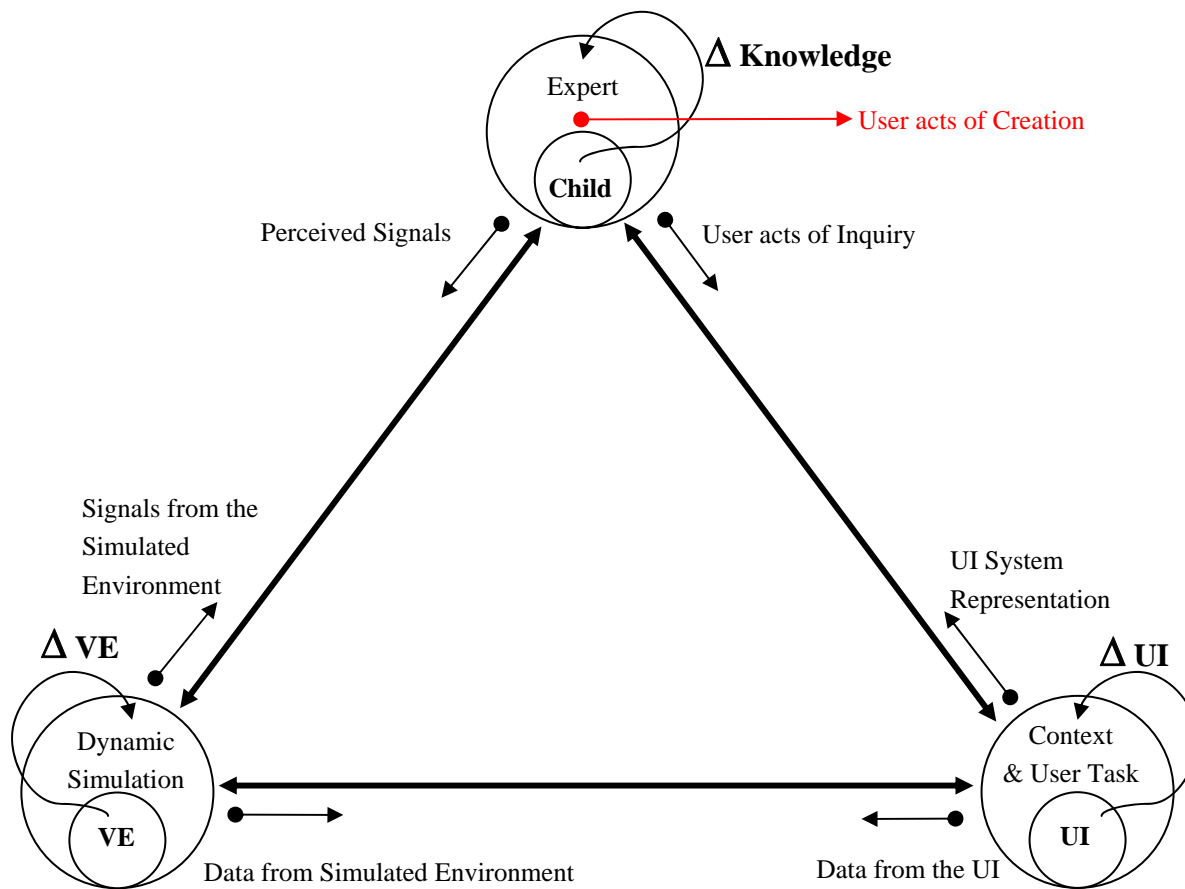 Δ Knowledge
Expert
User acts of Creation
Child
Perceived Signals
User acts of Inquiry
Signals from the
Simulated
Environment
UI System
Representation
Δ VE
Δ UI
Dynamic
Simulation
VE
Context
& User Task
UI
Data from Simulated Environment
Data from the UI